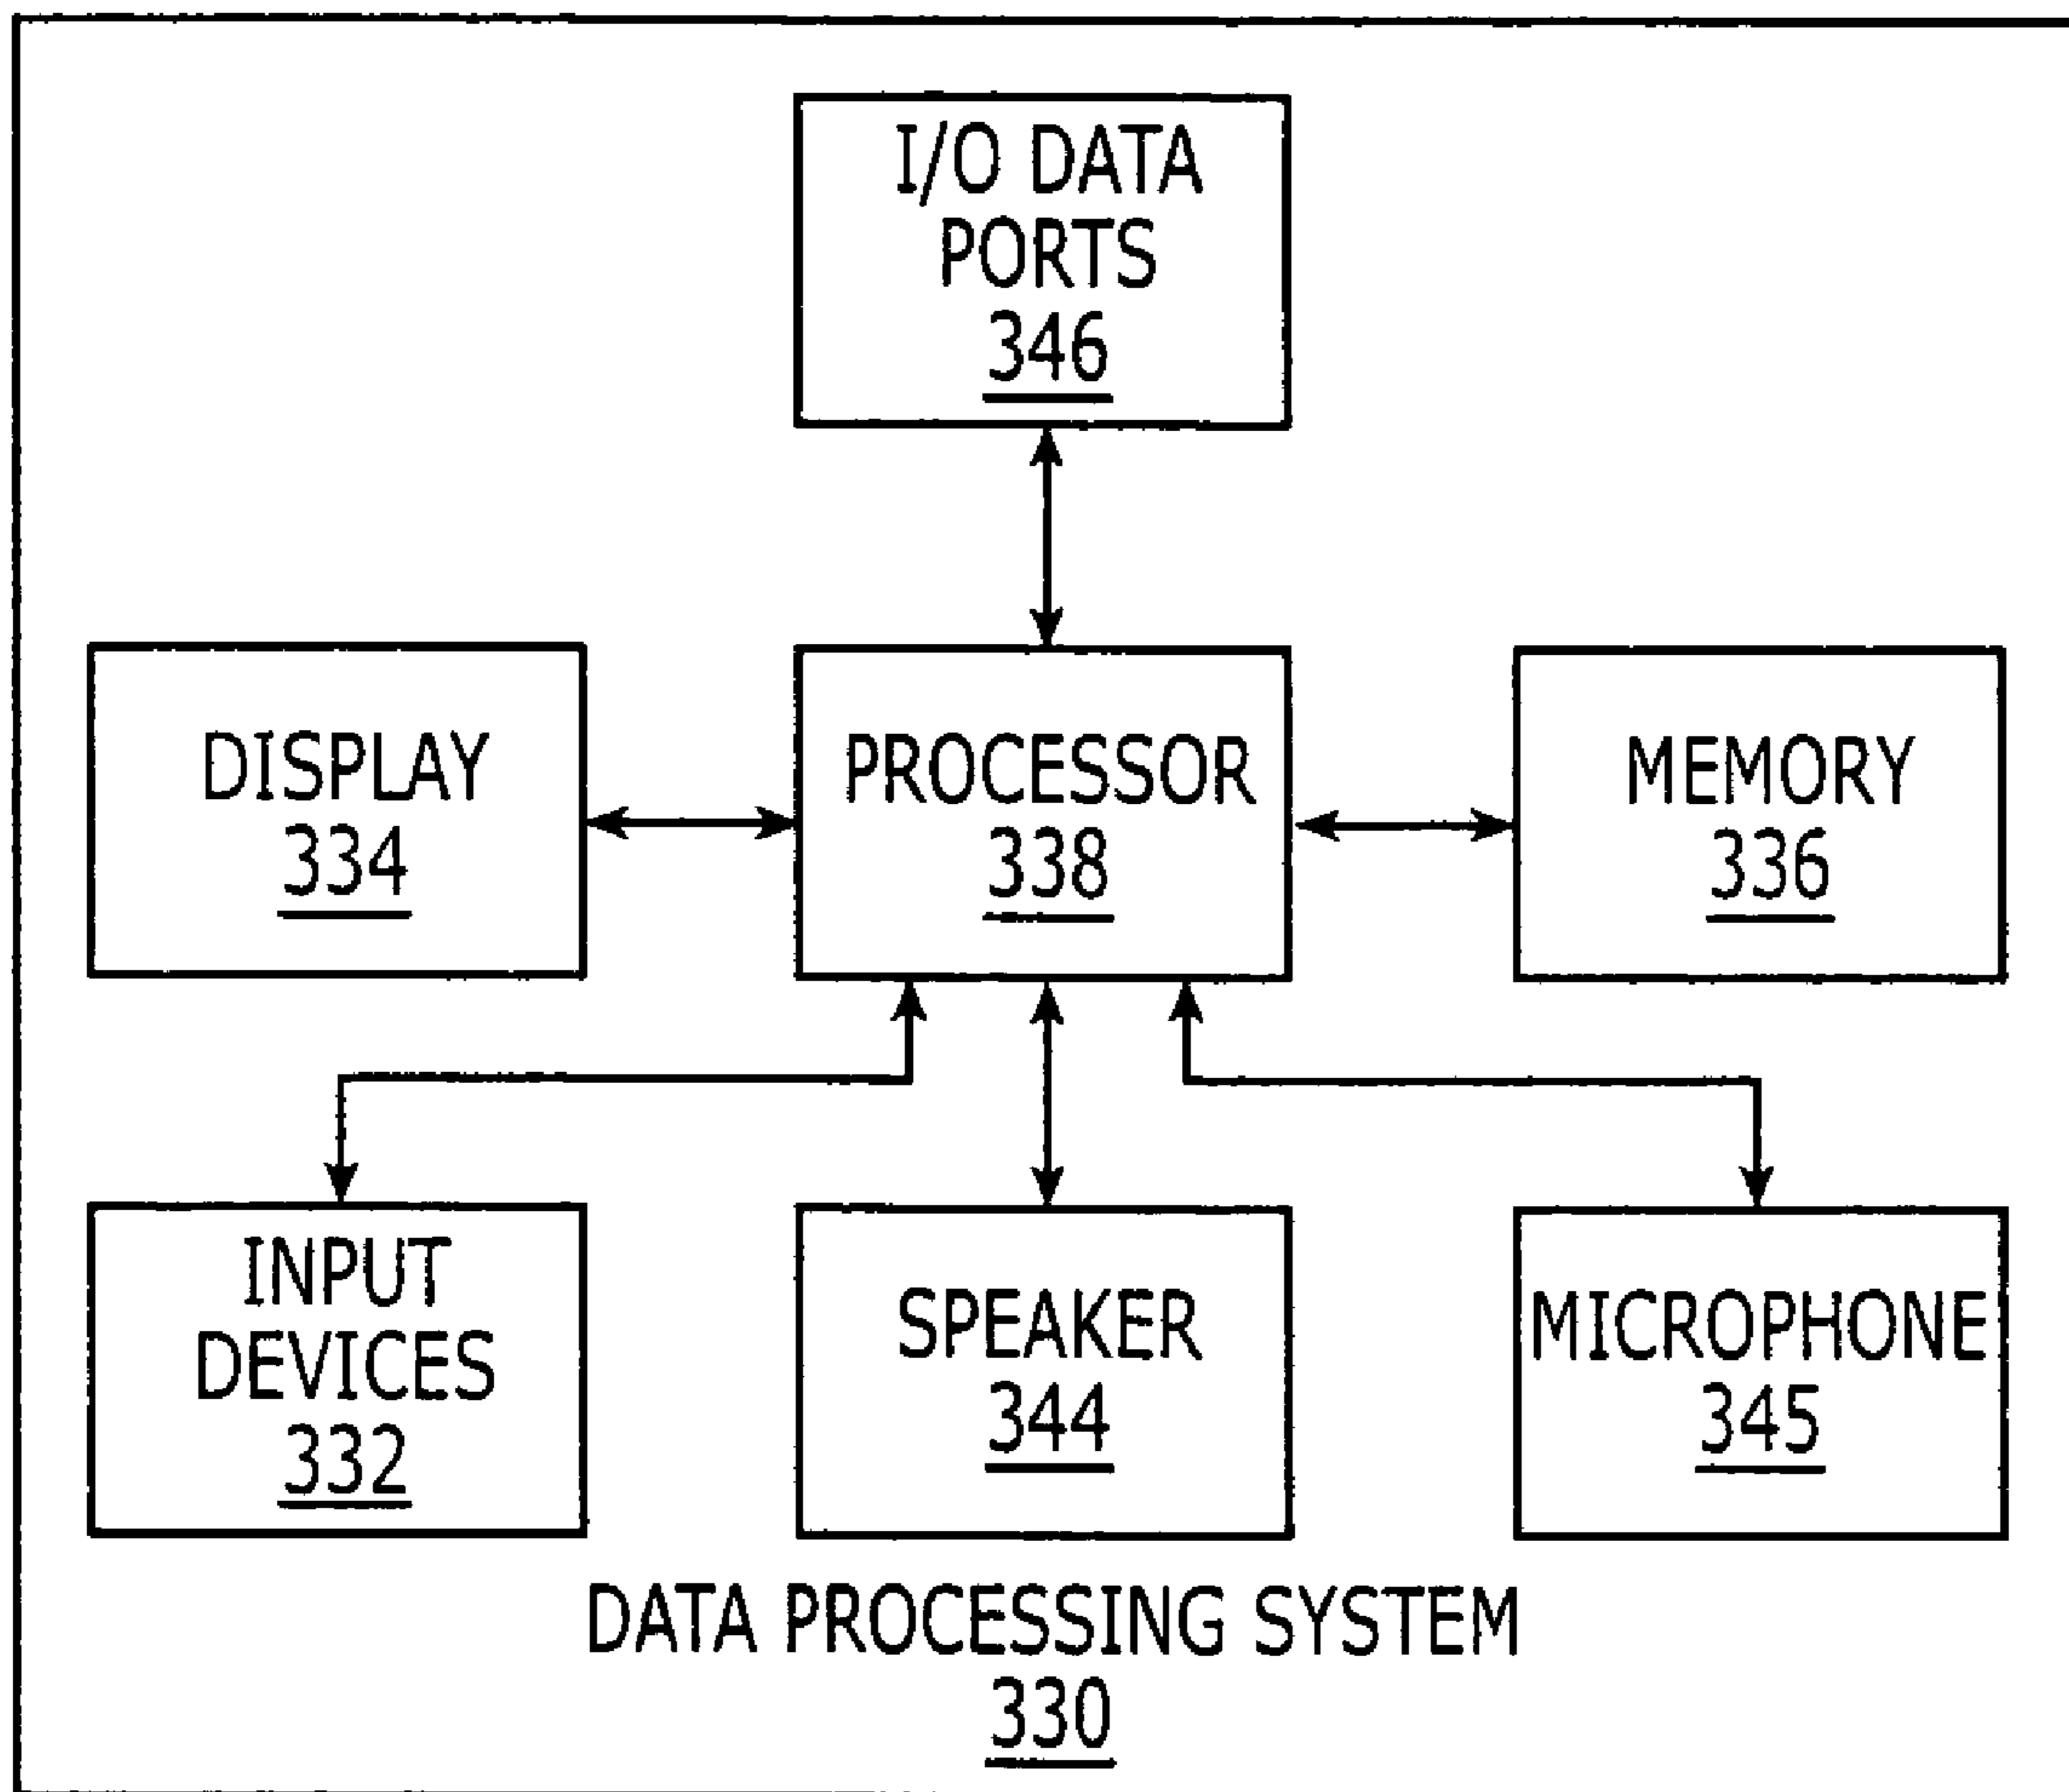 I/O DATA
PORTS
346
DISPLAY
334
PROCESSOR
338
MEMORY
336
INPUT
DEVICES
332
SPEAKER
344
MICROPHONE
345
DATA PROCESSING SYSTEM
330